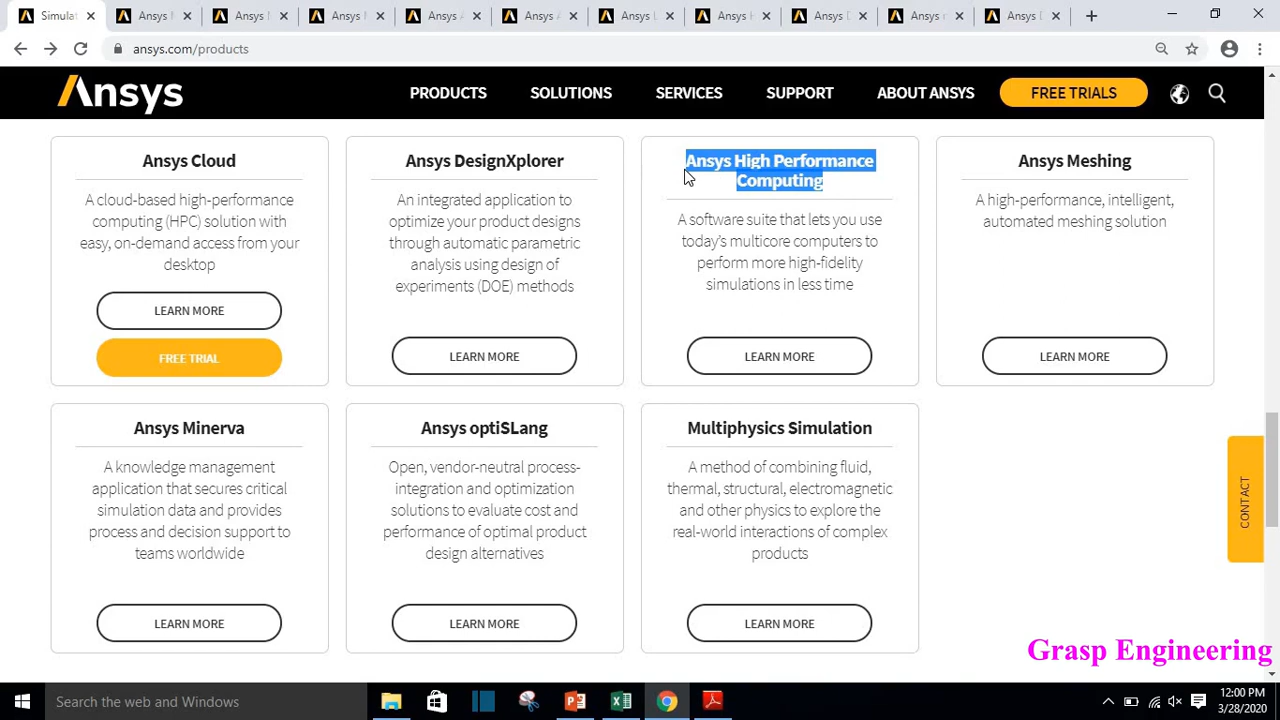 Simulat
Ansys
Ansys
Ansys
Ansys
Ansys
Ansys
Ansys
Ansys
Ansys
Ansys
ansys.com/products
Ansys
PRODUCTS
SOLUTIONS
SERVICES
SUPPORT
ABOUT ANSYS
FREE TRIALS
Ansys Cloud
A cloud-based high-performance
computing (HPC) solution with
easy, on-demand access from your
desktop
LEARN MORE
FREE TRIAL
Ansys DesignXplorer
An integrated application to
optimize your product designs
through automatic parametric
analysis using design of
experiments (DOE) methods
LEARN MORE
Ansys High Performance
Computing
A software suite that lets you use
today's multicore computers to
perform more high-fidelity
simulations in less time
LEARN MORE
Ansys Meshing
A high-performance, intelligent,
automated meshing solution
LEARN MORE
Ansys Minerva
A knowledge management
application that secures critical
simulation data and provides
process and decision support to
teams worldwide
LEARN MORE
Ansys optiSLang
Open, vendor-neutral process-
integration and optimization
solutions to evaluate cost and
performance of optimal product
design alternatives
LEARN MORE
Multiphysics Simulation
A method of combining fluid,
thermal, structural, electromagnetic
and other physics to explore the
real-world interactions of complex
products
LEARN MORE
CONTACT
Grasp Engineering
Search the web and Windows
12:00 PM
3/28/2020